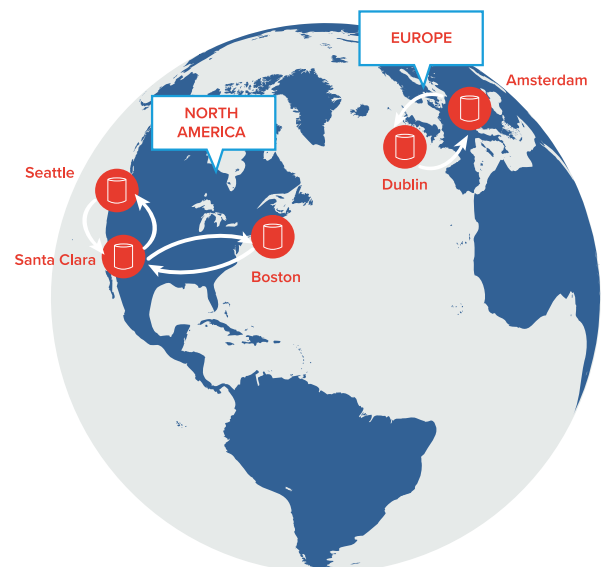 EUROPE
Amsterdam
NORTH
AMERICA
Seattle
Dublin
Santa Clara
Boston